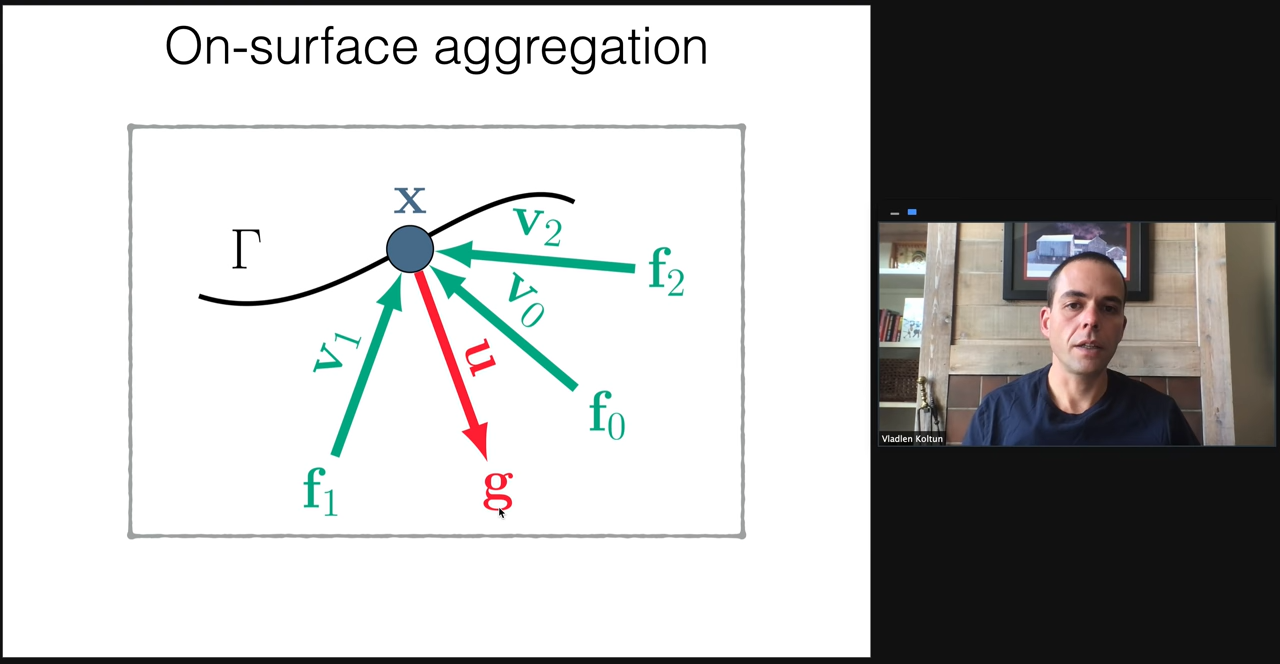 On-surface aggregation
x
Γ
v₂
f₂
v₀
v₁
u
f₀
f₁
g
Vladlen Koltun